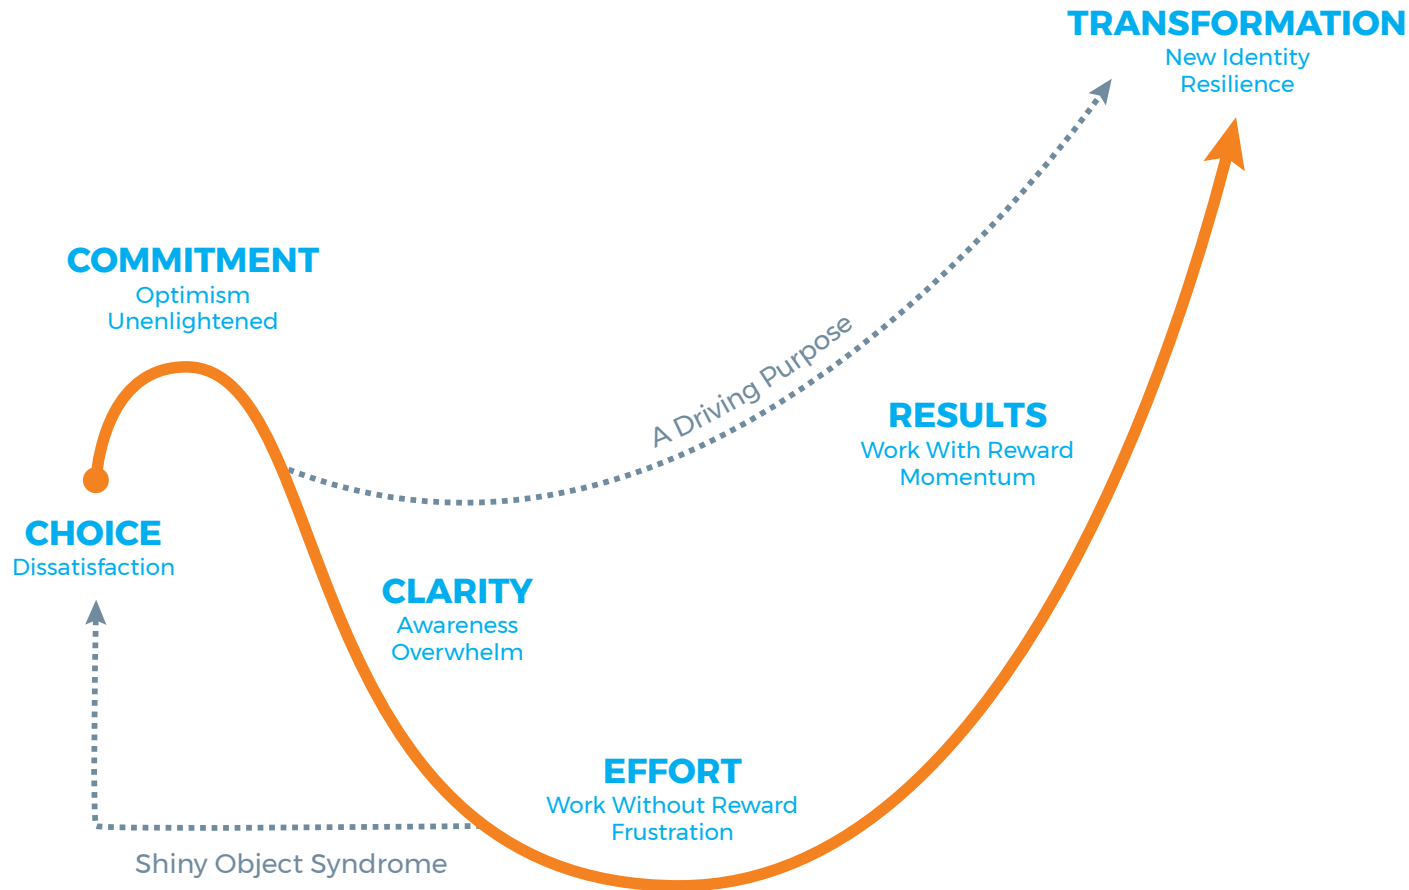 TRANSFORMATION
New Identity
Resilience
COMMITMENT
Optimism
Unenlightened
A Driving Purpose
RESULTS
Work With Reward
Momentum
CHOICE
Dissatisfaction
CLARITY
Awareness
Overwhelm
EFFORT
Work Without Reward
Frustration
Shiny Object Syndrome